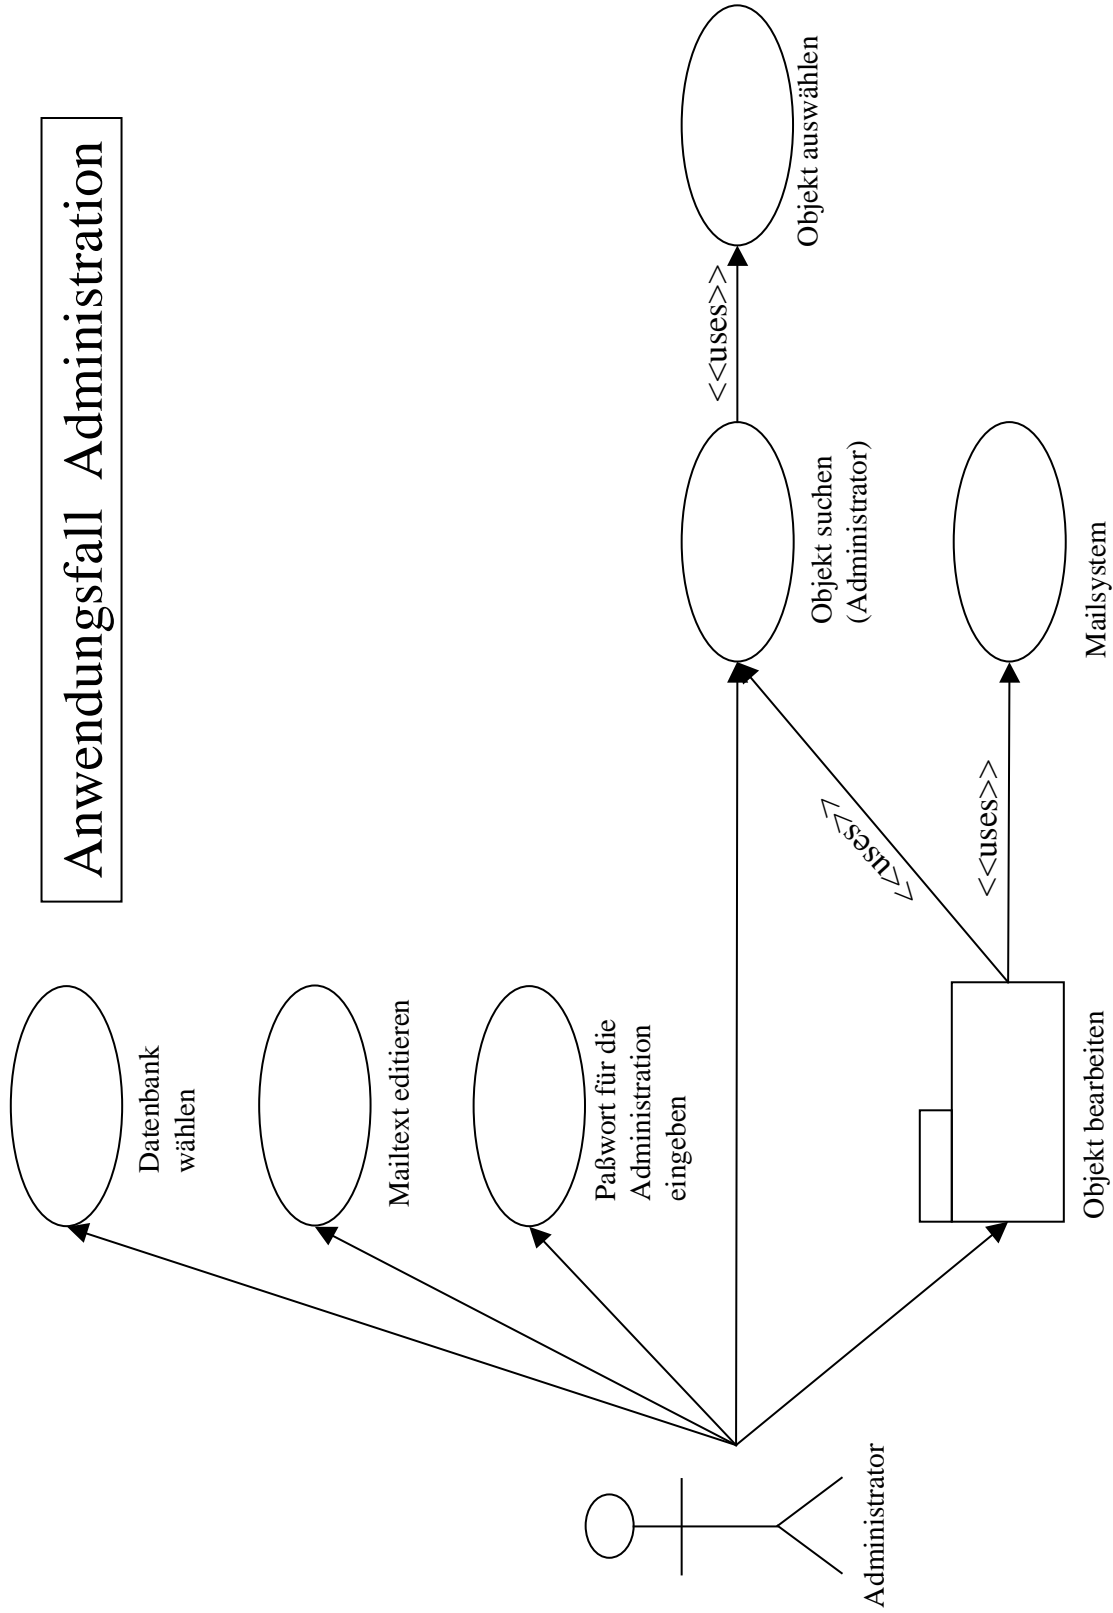 Anwendungsfall Administration
Datenbank
wählen
Mailtext editieren
Paßwort für die
Administration
eingeben
<<uses>>
Objekt auswählen
Objekt suchen
(Administrator)
<<uses>>
<<uses>>
Mailsystem
Administrator
Objekt bearbeiten